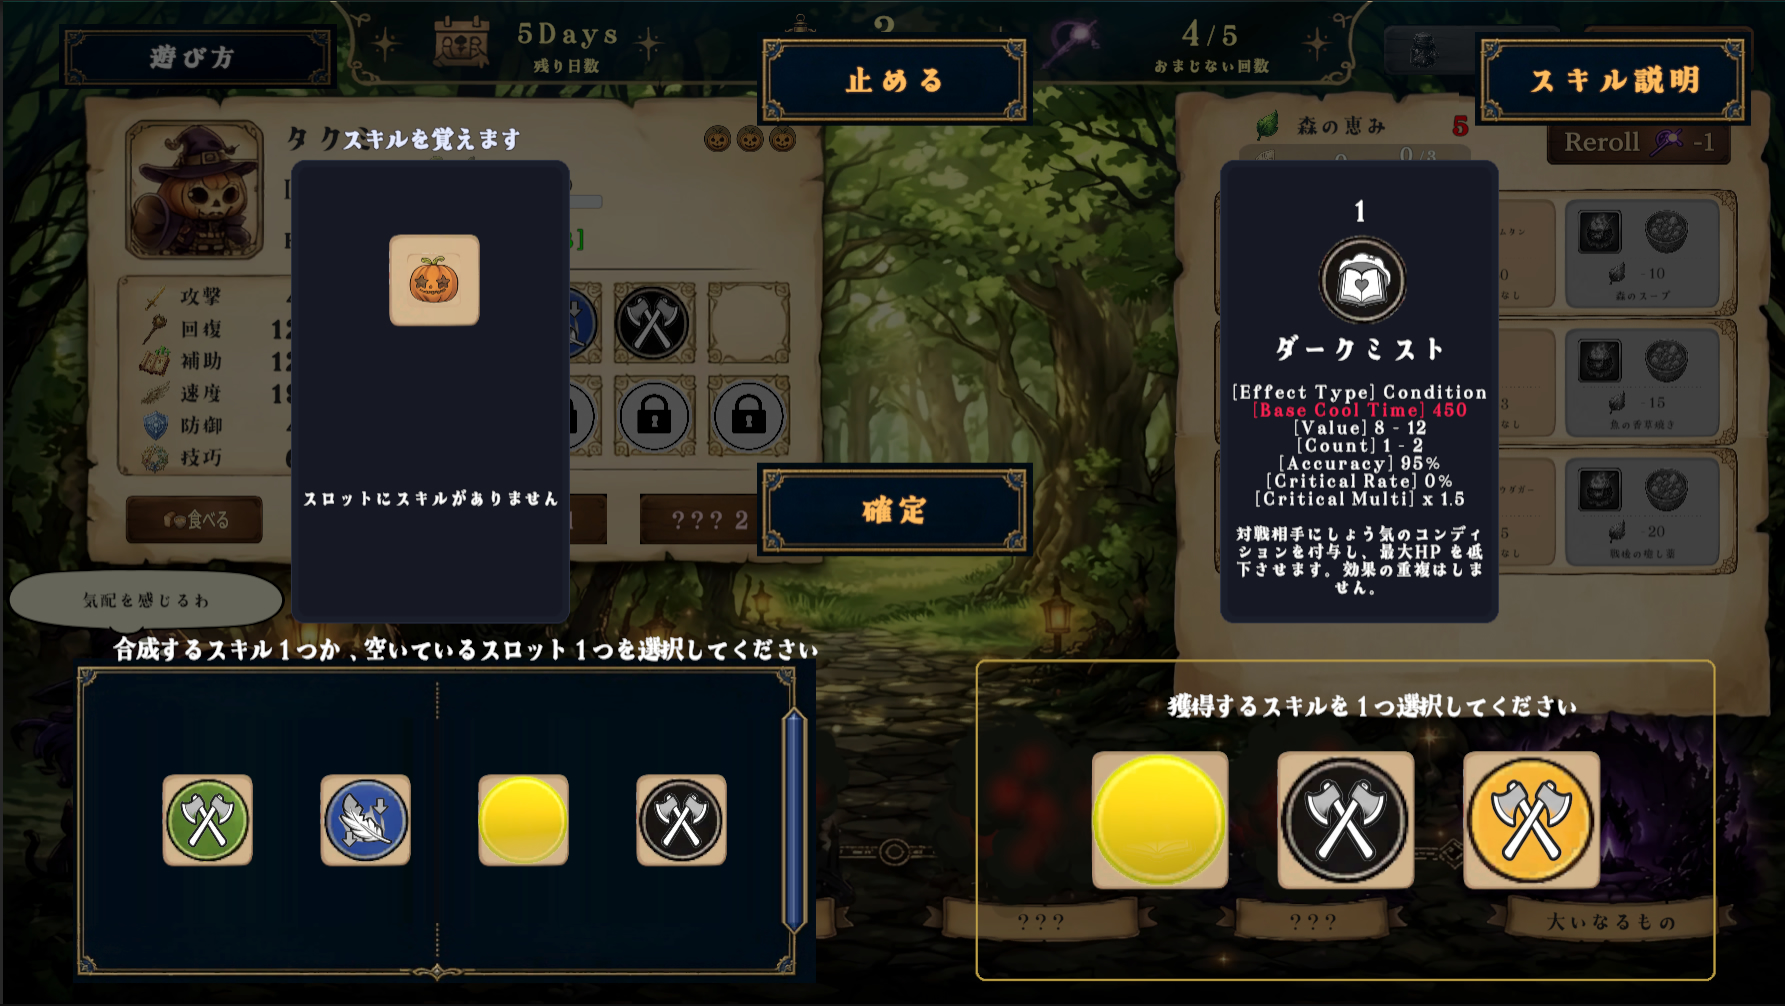 遊び方
5Days
残り日数
止める
4/5
おまじない回数
スキル説明
タク
スキルを覚えます
森の恵み
5
0/3
Reroll
-1
攻撃
回復
12
補助
12
速度
防御
技巧
スロットにスキルがありません
食べる
??? 2
確定
1
ダークミスト
[Effect Type] Condition
[Base Cool Time] 450
[Value] 8 - 12
[Count] 1 - 2
[Accuracy] 95%
[Critical Rate] 0%
[Critical Multi] x 1.5
対戦相手にしょう気のコンディ
ションを付与し、最大HP を低
下させます。効果の重複はしま
せん。
-10
森のスープ
-15
魚の香草焼き
-20
戦後の癒し薬
気配を感じるわ
合成するスキル１つか、空いているスロット１つを選択してください
獲得するスキルを１つ選択してください
???
???
大いなるもの